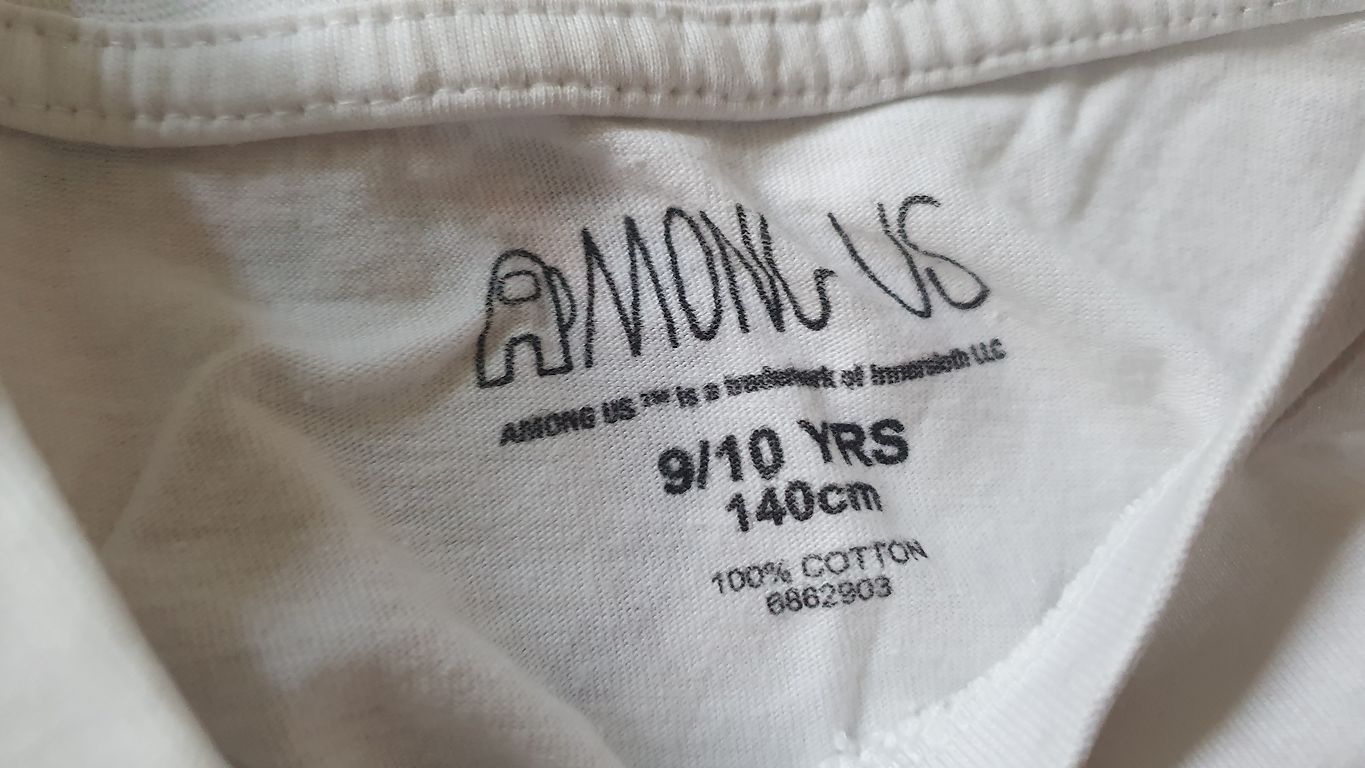 AMONG US
AMONG US ™ is a trademark of Innersloth LLC
9/10 YRS
140cm
100% COTTON
6862903